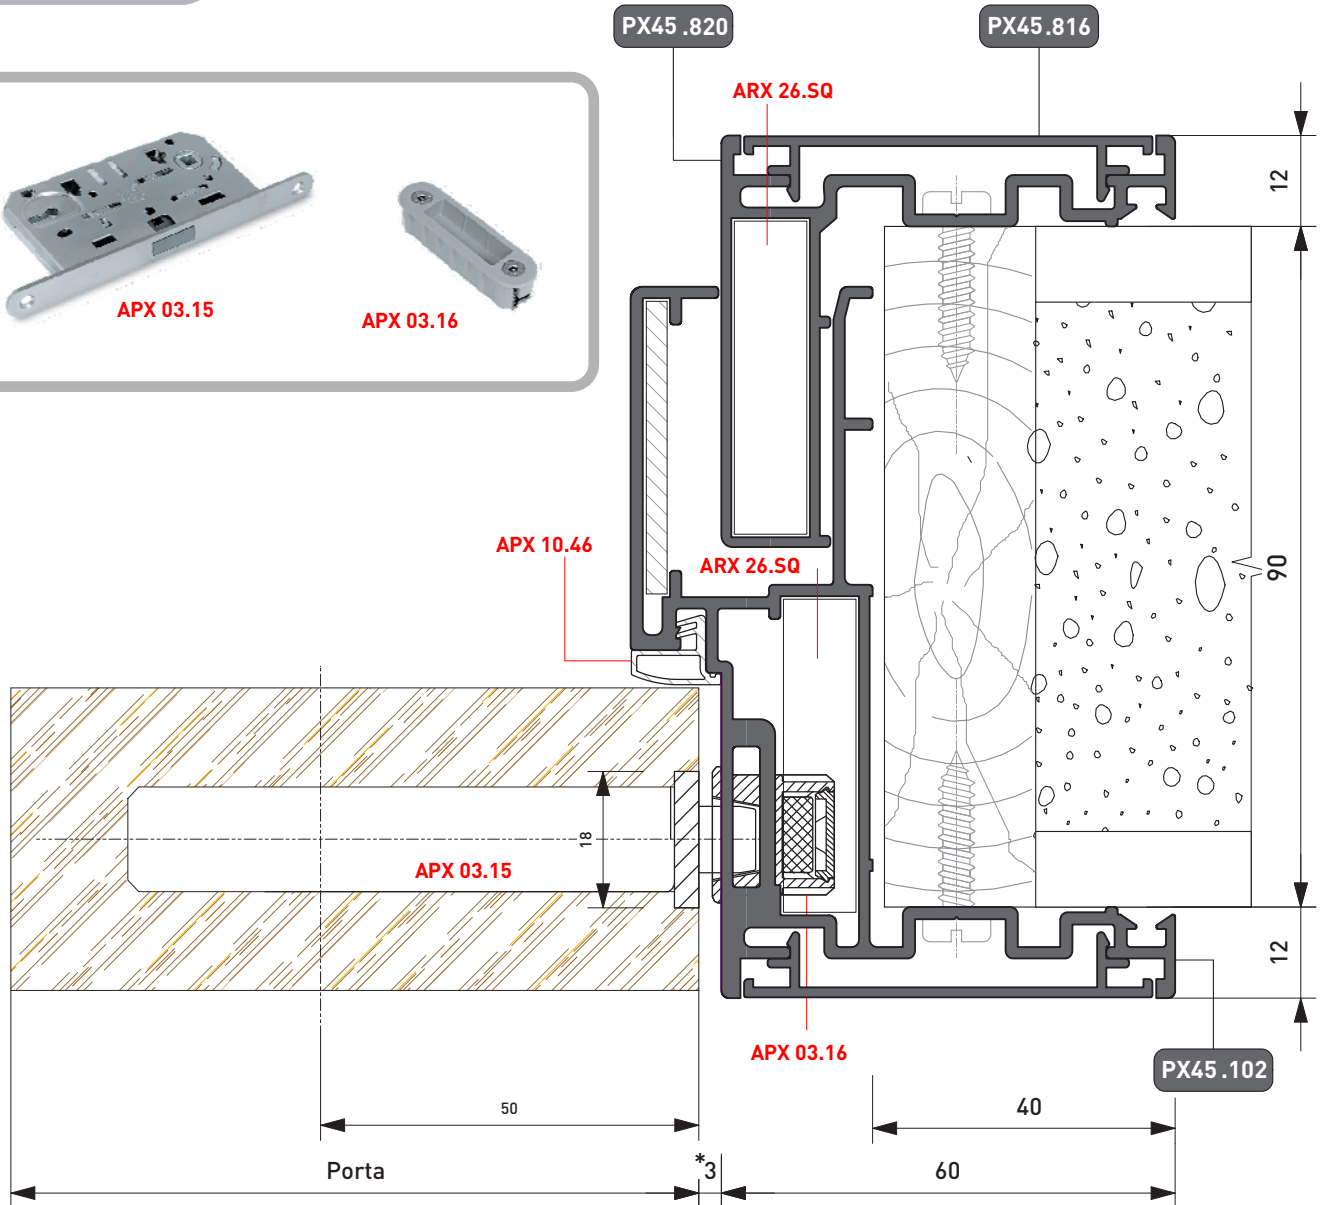 PX45.820
PX45.816
ARX 26.SQ
12
APX 03.15
APX 03.16
APX 10.46
ARX 26.SQ
90
18
APX 03.15
12
APX 03.16
PX45.102
50
40
Porta
*3
60